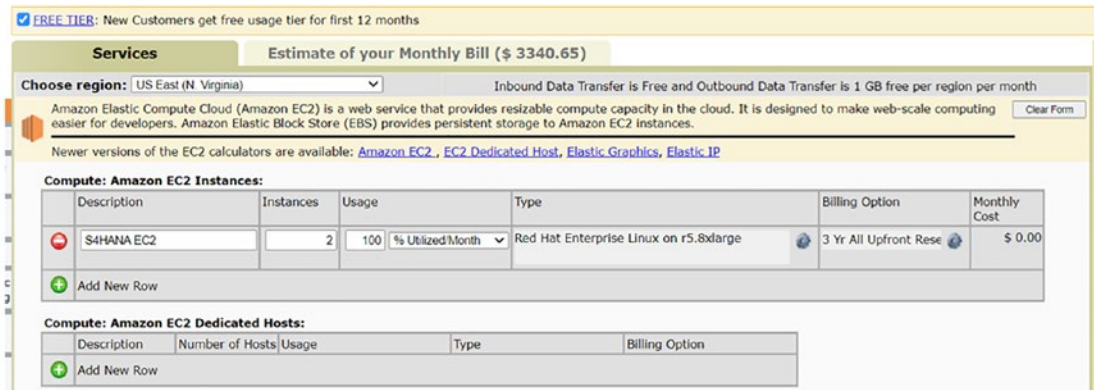 FREE TIER: New Customers get free usage tier for first 12 months
Services
Estimate of your Monthly Bill ($ 3340.65)
Choose region: US East (N. Virginia)
Inbound Data Transfer is Free and Outbound Data Transfer is 1 GB free per region per month
Amazon Elastic Compute Cloud (Amazon EC2) is a web service that provides resizable compute capacity in the cloud. It is designed to make web-scale computing
easier for developers. Amazon Elastic Block Store (EBS) provides persistent storage to Amazon EC2 instances.
Clear Form
Newer versions of the EC2 calculators are available: Amazon EC2 , EC2 Dedicated Host, Elastic Graphics, Elastic IP
Compute: Amazon EC2 Instances:
Description Instances Usage Type Billing Option Monthly
Cost
S4HANA EC2 2 100 % Utilized/Month Red Hat Enterprise Linux on r5.8xlarge 3 Yr All Upfront Rese $ 0.00
Add New Row
Compute: Amazon EC2 Dedicated Hosts:
Description Number of Hosts Usage Type Billing Option
Add New Row